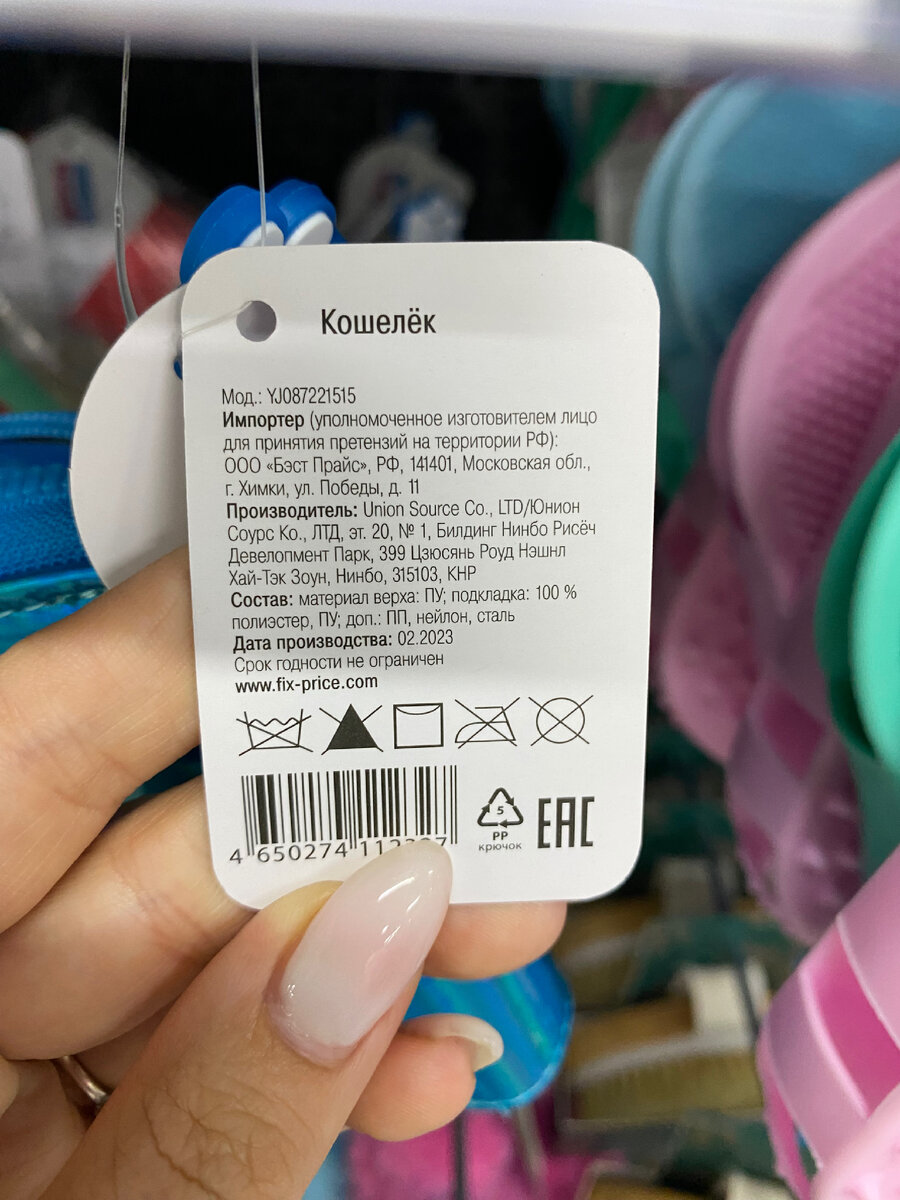 Кошелёк
Мод.: YJ087221515
Импортер (уполномоченное изготовителем лицо
для принятия претензий на территории РФ):
ООО «Бэст Прайс», РФ, 141401, Московская обл.,
г. Химки, ул. Победы, д. 11
Производитель: Union Source Co., LTD/Юнион
Соурс Ко., ЛТД, эт. 20, № 1, Билдинг Нинбо Рисёч
Девелопмент Парк, 399 Цзюсянь Роуд Нэшнл
Хай-Тэк Зоун, Нинбо, 315103, КНР
Состав: материал верха: ПУ; подкладка: 100 %
полиэстер, ПУ; доп.: ПП, нейлон, сталь
Дата производства: 02.2023
Срок годности не ограничен
www.fix-price.com
5
PP
крючок
EAC
4 650274